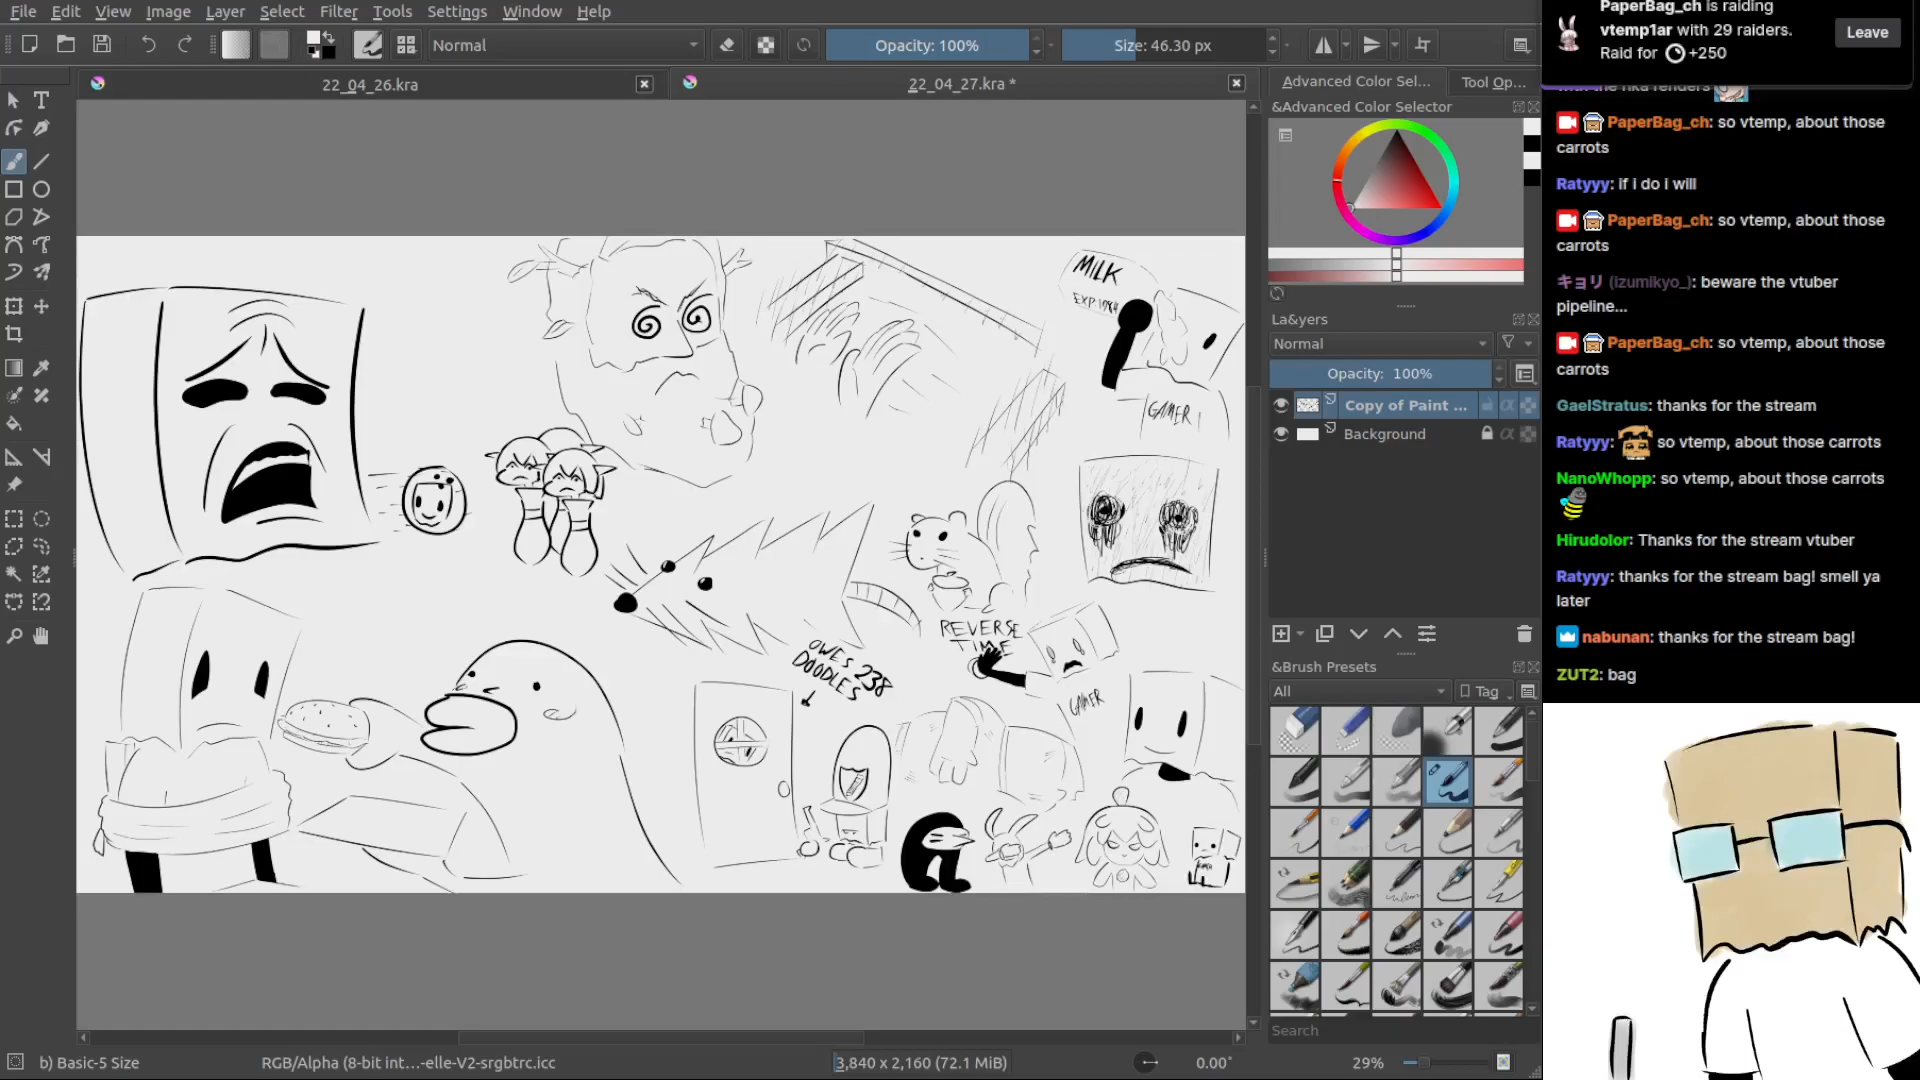 File Edit View Image Layer Select Filter Tools Settings Window Help
Normal
Opacity: 100%
Size: 46.30 px
22_04_26.kra
22_04_27.kra *
Advanced Color Sel...
Tool Op...
&Advanced Color Selector
La&yers
Normal
Opacity: 100%
Copy of Paint ...
Background
&Brush Presets
All
Tag
Search
MILK
EXP. 1984
GAMER
REVERSE
TIME
GAMER
OWES 238
DOODLES
b) Basic-5 Size
RGB/Alpha (8-bit int...-elle-V2-srgbtrc.icc
3,840 x 2,160 (72.1 MiB)
0.00°
29%
PaperBag_ch is raiding
vtemp1ar with 29 raiders.
Raid for +250
Leave
PaperBag_ch: so vtemp, about those
carrots
Ratyyy: if i do i will
PaperBag_ch: so vtemp, about those
carrots
キョリ (izumikyo_): beware the vtuber
pipeline...
PaperBag_ch: so vtemp, about those
carrots
GaelStratus: thanks for the stream
Ratyyy: so vtemp, about those carrots
NanoWhopp: so vtemp, about those carrots
Hirudolor: Thanks for the stream vtuber
Ratyyy: thanks for the stream bag! smell ya
later
nabunan: thanks for the stream bag!
ZUT2: bag